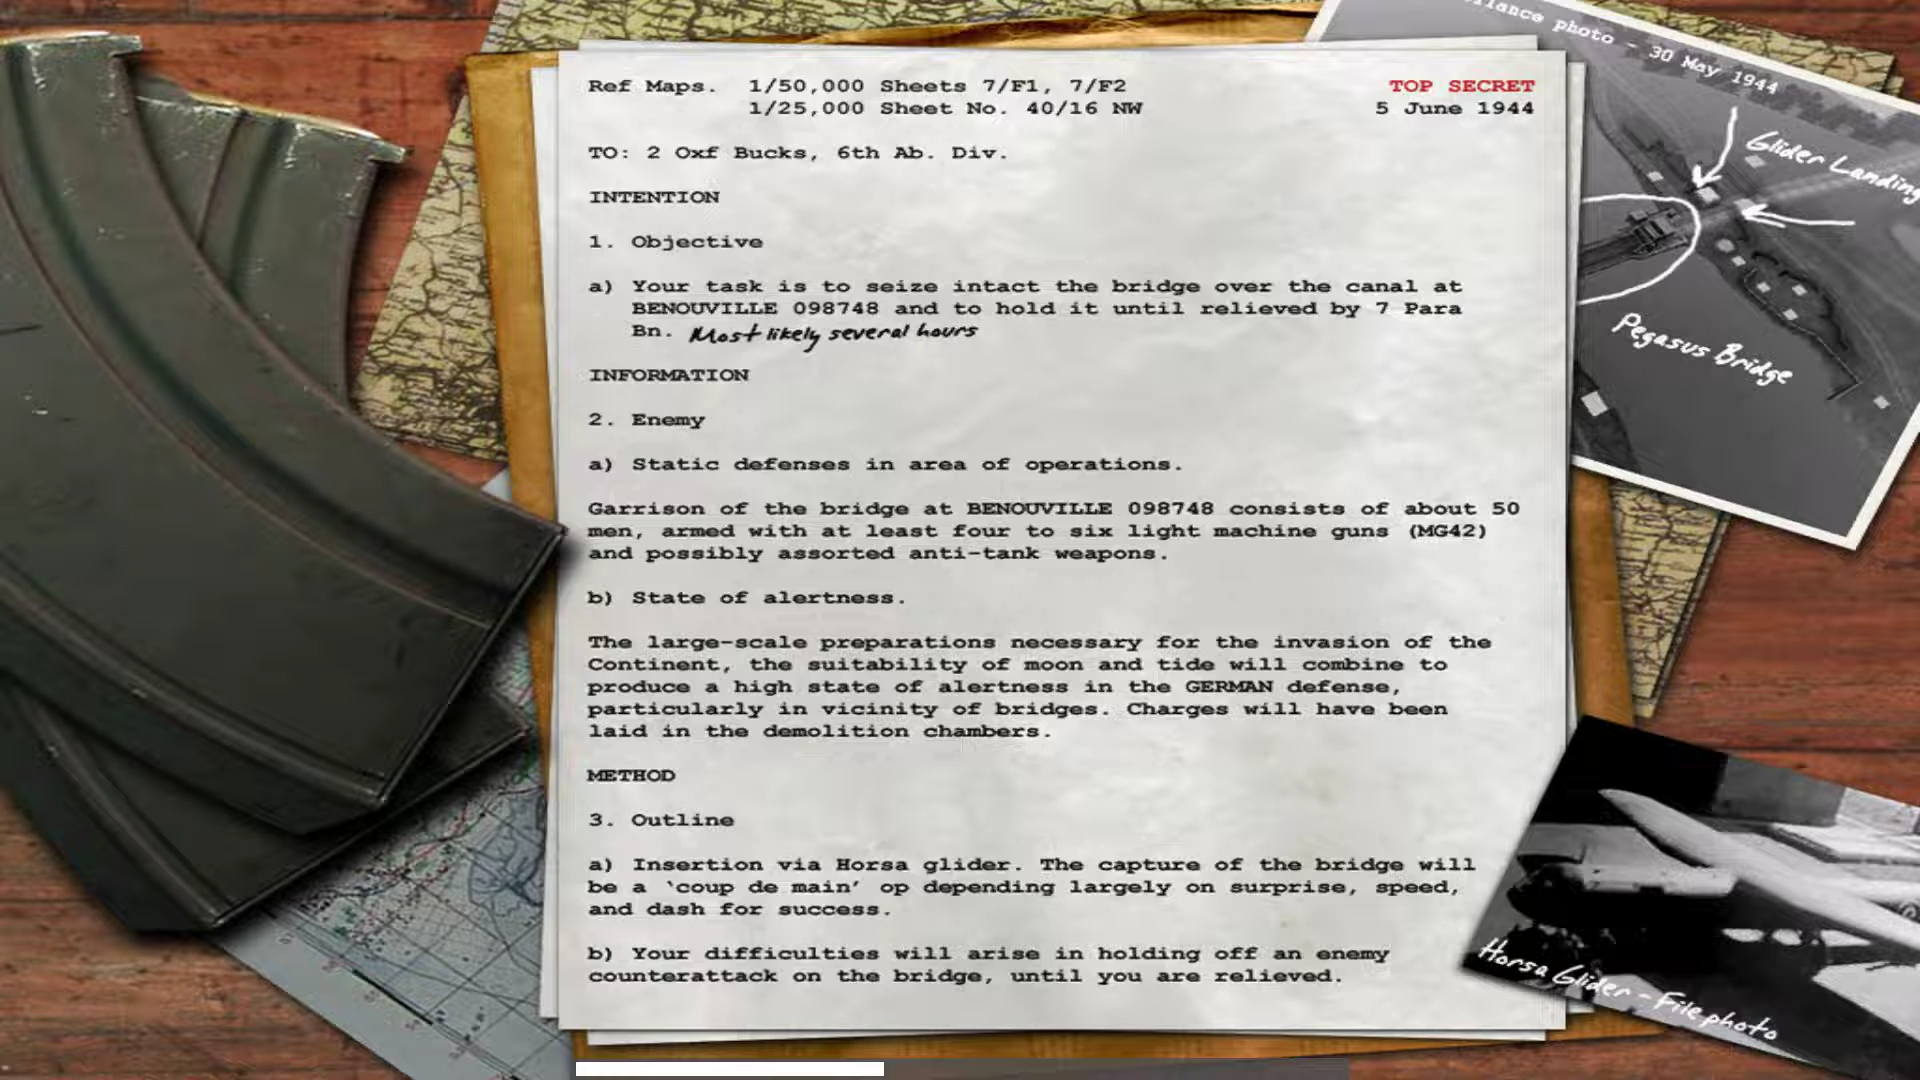 Ref Maps. 1/50,000 Sheets 7/F1, 7/F2
1/25,000 Sheet No. 40/16 NW
TOP SECRET
5 June 1944
TO: 2 Oxf Bucks, 6th Ab. Div.
INTENTION
1. Objective
a) Your task is to seize intact the bridge over the canal at
BENOUVILLE 098748 and to hold it until relieved by 7 Para
Bn. Most likely several hours
INFORMATION
2. Enemy
a) Static defenses in area of operations.
Garrison of the bridge at BENOUVILLE 098748 consists of about 50
men, armed with at least four to six light machine guns (MG42)
and possibly assorted anti-tank weapons.
b) State of alertness.
The large-scale preparations necessary for the invasion of the
Continent, the suitability of moon and tide will combine to
produce a high state of alertness in the GERMAN defense,
particularly in vicinity of bridges. Charges will have been
laid in the demolition chambers.
METHOD
3. Outline
a) Insertion via Horsa glider. The capture of the bridge will
be a ‘coup de main’ op depending largely on surprise, speed,
and dash for success.
b) Your difficulties will arise in holding off an enemy
counterattack on the bridge, until you are relieved.
photo - 30 May 1944
Glider Landing
Pegasus Bridge
Horsa Glider - File photo